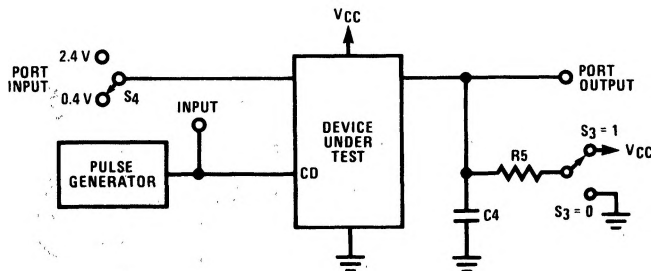 VCC
2.4 V
PORT INPUT
0.4 V
S4
INPUT
PULSE GENERATOR
DEVICE UNDER TEST
CD
PORT OUTPUT
S3 = 1
VCC
R5
C4
S3 = 0